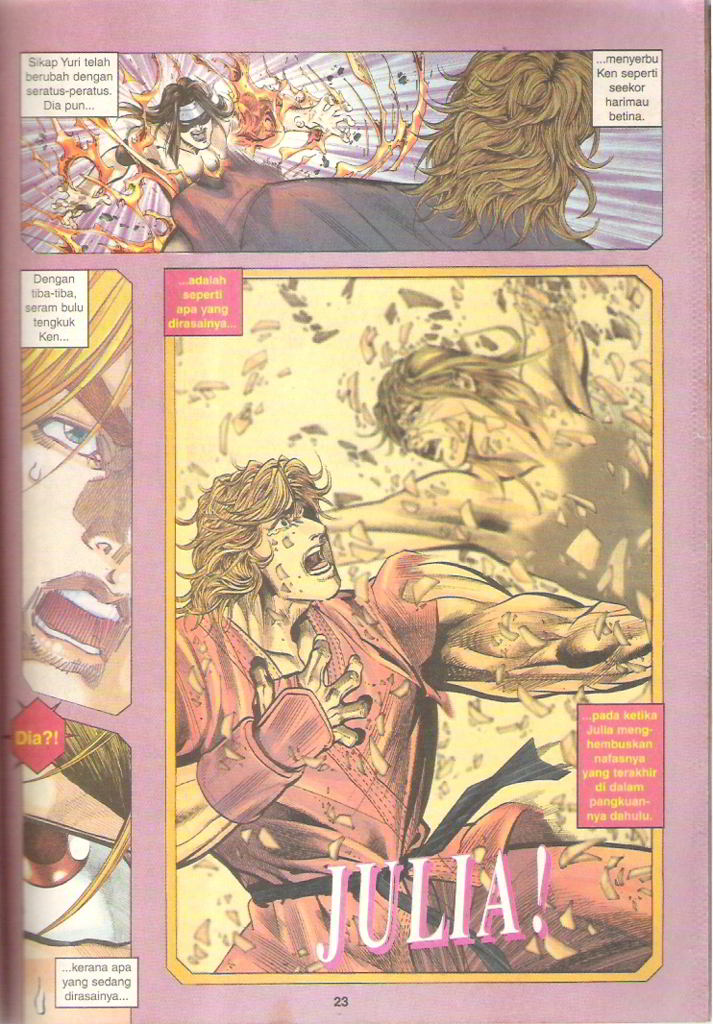 Sikap Yuri telah
berubah dengan
seratus-peratus.
Dia pun...
...menyerbu
Ken seperti
seekor
harimau
betina.
Dengan
tiba-tiba,
seram bulu
tengkuk
Ken...
Dia?!
...kerana apa
yang sedang
dirasainya...
...adalah
seperti
apa yang
dirasainya...
...pada ketika
Julia meng-
hembuskan
nafasnya
yang terakhir
di dalam
pangkuan-
nya dahulu.
JULIA!
23